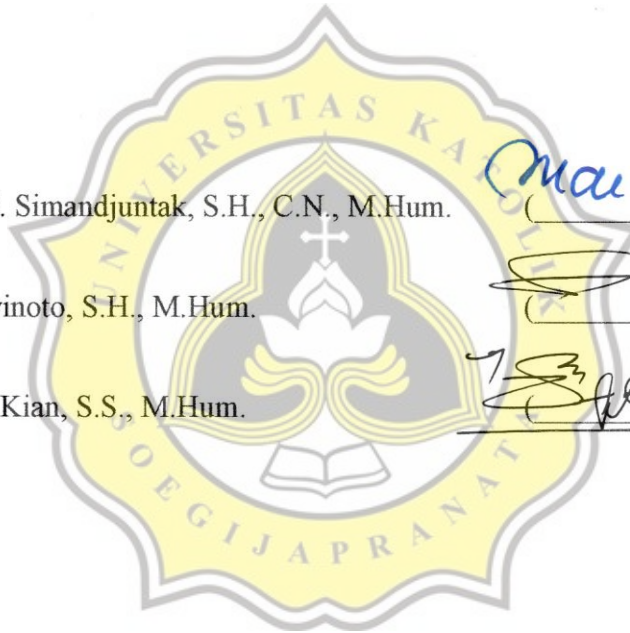 UNIVERSITAS KATOLIK
. Simandjuntak, S.H., C.N., M.Hum.
inoto, S.H., M.Hum.
Kian, S.S., M.Hum.
SOEGIJAPRANATA